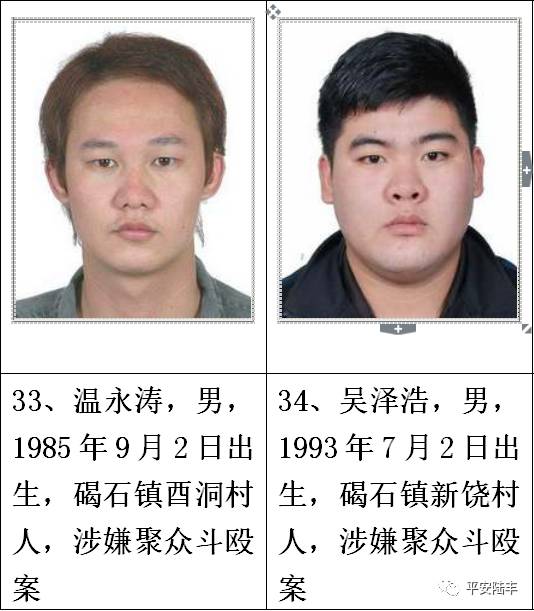 33、温永涛，男，
1985年9月2日出
生，碣石镇酉洞村
人，涉嫌聚众斗殴
案
34、吴泽浩，男，
1993年7月2日出
生，碣石镇新饶村
人，涉嫌聚众斗殴
案
平安陆丰